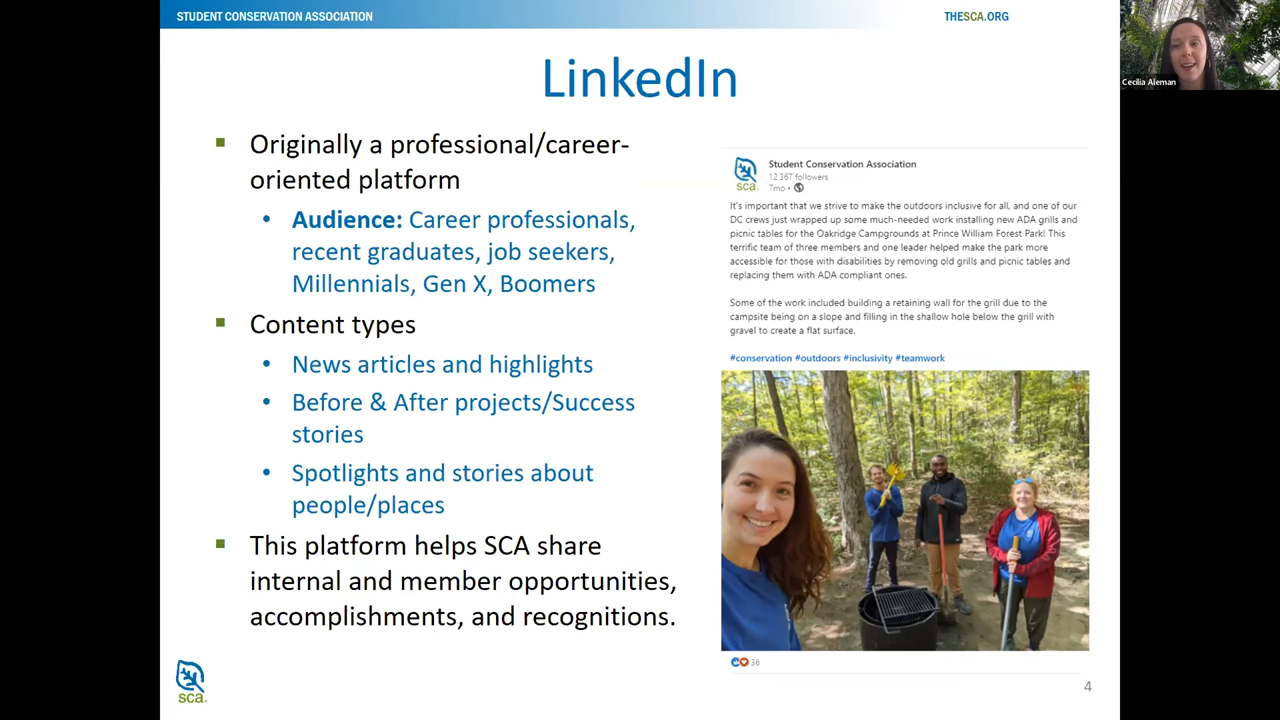 STUDENT CONSERVATION ASSOCIATION
THESCA.ORG
Cecilia Aleman
LinkedIn
Originally a professional/career-
oriented platform
Audience: Career professionals,
recent graduates, job seekers,
Millennials, Gen X, Boomers
Content types
News articles and highlights
Before & After projects/Success
stories
Spotlights and stories about
people/places
This platform helps SCA share
internal and member opportunities,
accomplishments, and recognitions.
sca
Student Conservation Association
12,367 followers
7mo •
It's important that we strive to make the outdoors inclusive for all, and one of our
DC crews just wrapped up some much-needed work installing new ADA grills and
picnic tables for the Oakridge Campgrounds at Prince William Forest Park! This
terrific team of three members and one leader helped make the park more
accessible for those with disabilities by removing old grills and picnic tables and
replacing them with ADA compliant ones.
Some of the work included building a retaining wall for the grill due to the
campsite being on a slope and filling in the shallow hole below the grill with
gravel to create a flat surface.
#conservation #outdoors #inclusivity #teamwork
36
sca
4